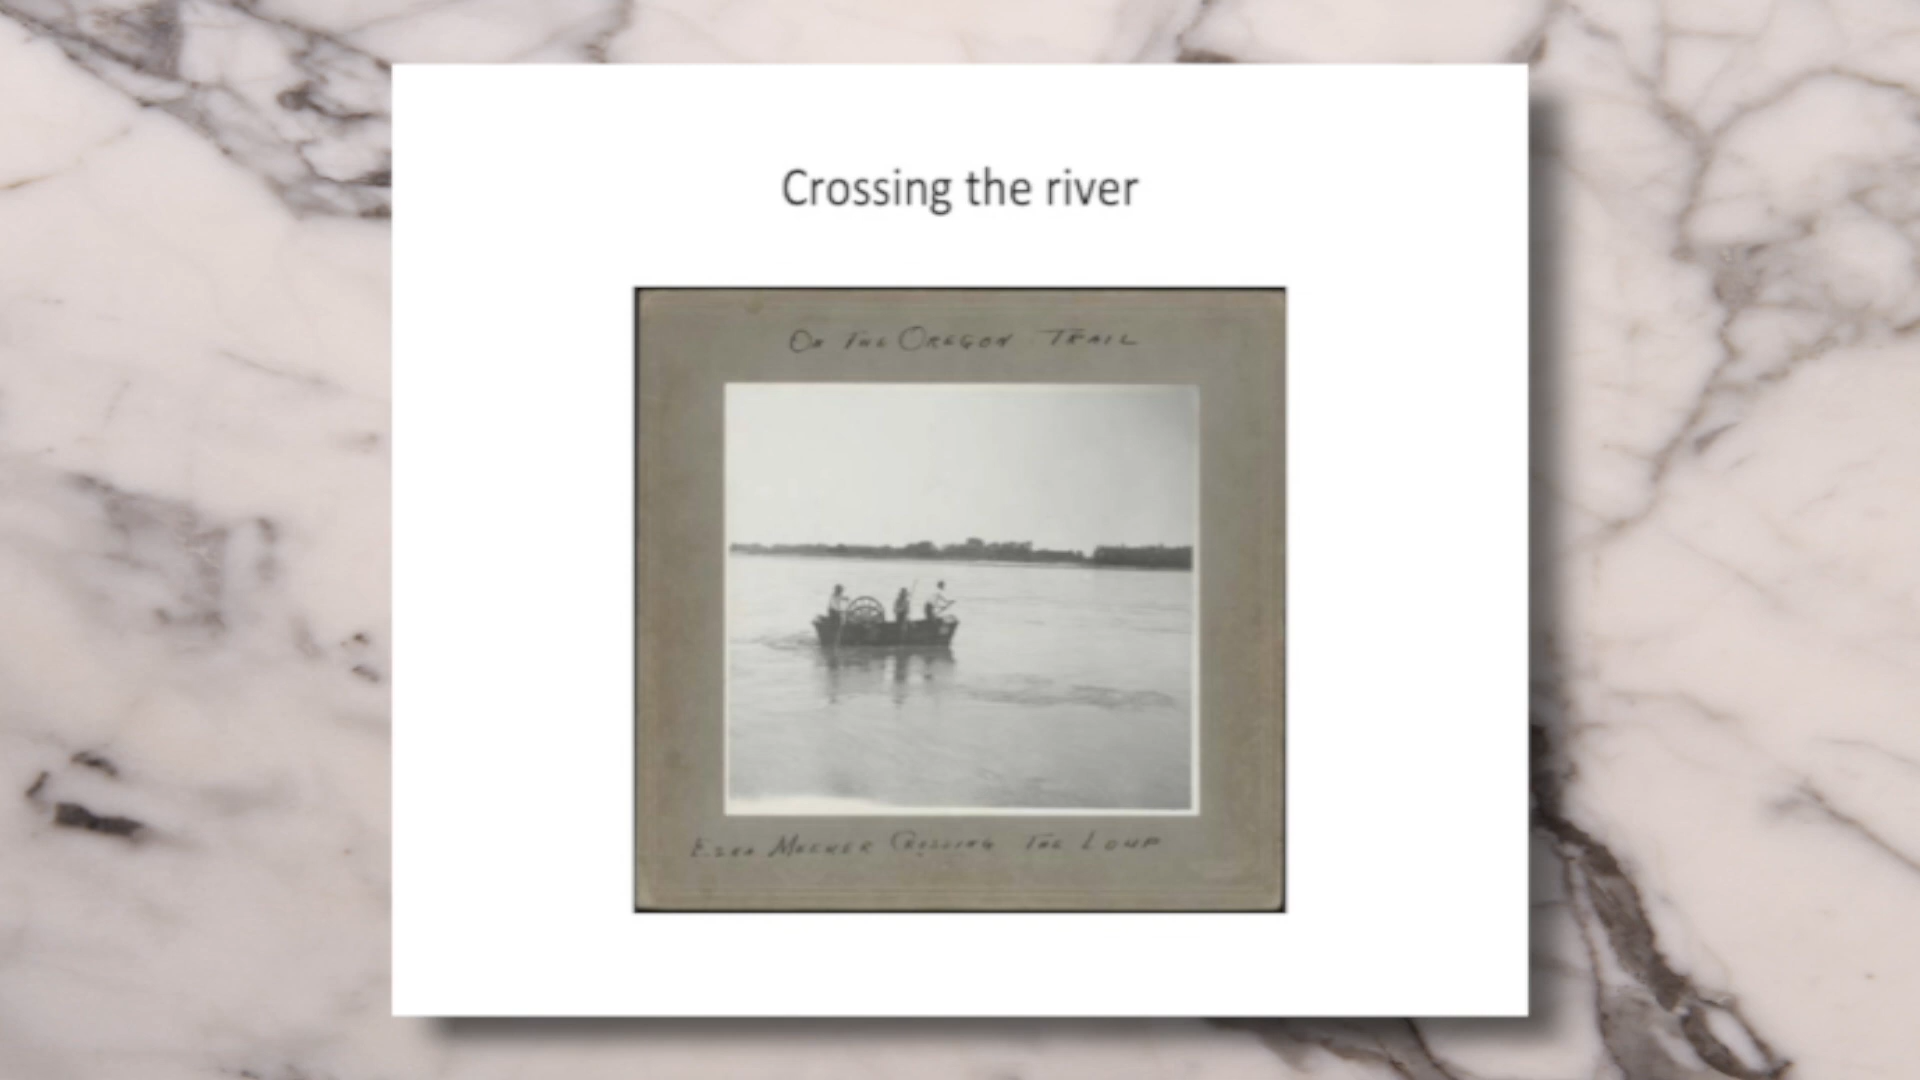 Crossing the river
On The Oregon Trail
Ezra Meeker Crossing The Loup